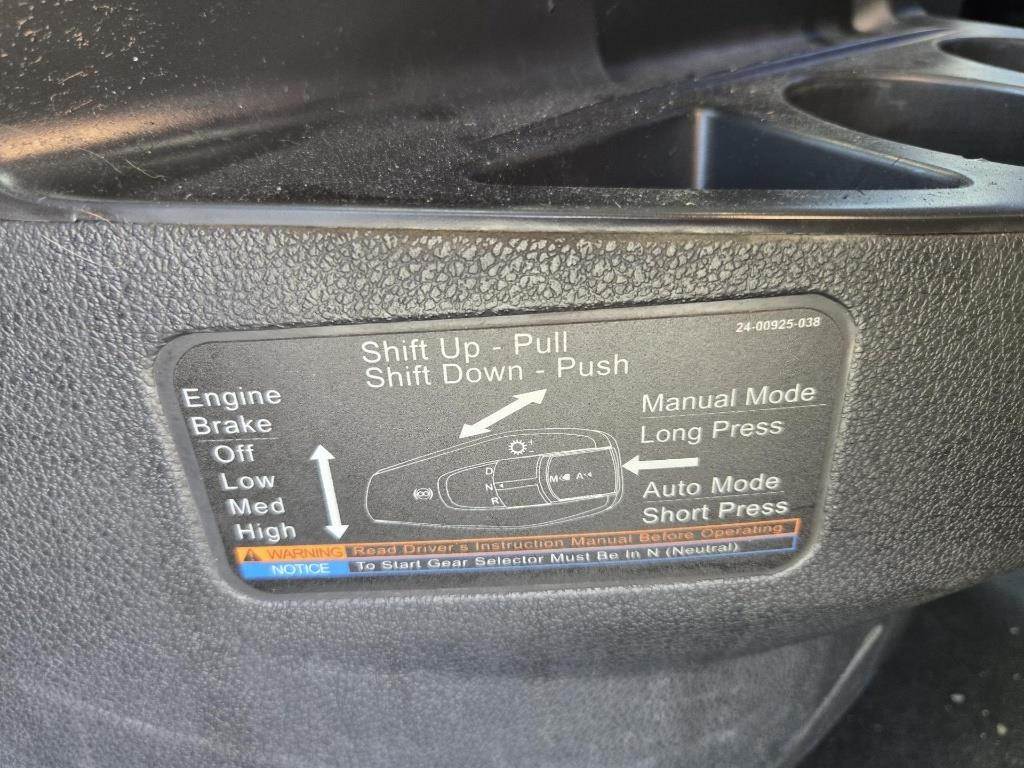 24-00925-038
Shift Up - Pull
Shift Down - Push
Engine
Brake
Off
Low
Med
High
Manual Mode
Long Press
Auto Mode
Short Press
D
N
R
M
A
WARNING Read Driver's Instruction Manual Before Operating
NOTICE To Start Gear Selector Must Be In N (Neutral)